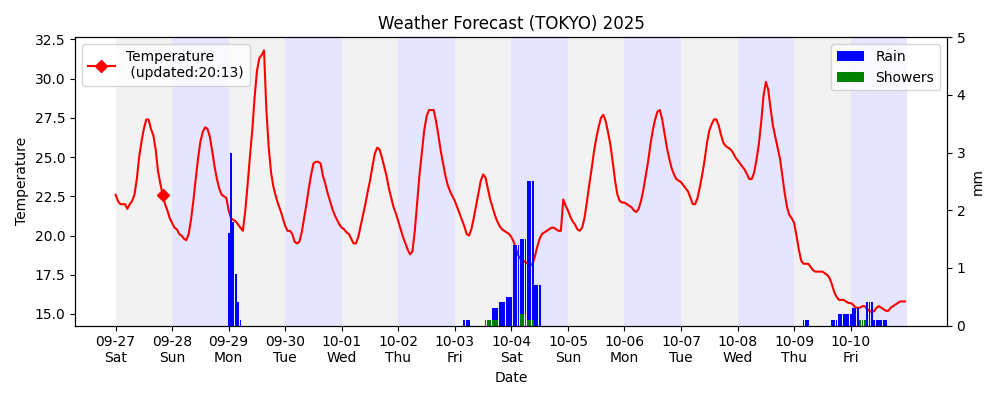 Weather Forecast (TOKYO) 2025
Temperature
(updated:20:13)
Rain
Showers
Temperature
32.5
30.0
27.5
25.0
22.5
20.0
17.5
15.0
5
4
3
2
1
0
mm
09-27 09-28 09-29 09-30 10-01 10-02 10-03 10-04 10-05 10-06 10-07 10-08 10-09 10-10
Sat Sun Mon Tue Wed Thu Fri Sat Sun Mon Tue Wed Thu Fri
Date